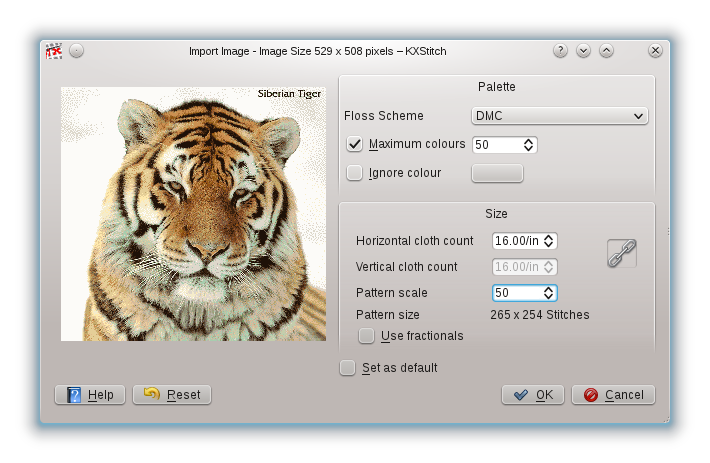 Import Image - Image Size 529 x 508 pixels – KXStitch
Siberian Tiger
Palette
Floss Scheme DMC
Maximum colours 50
Ignore colour
Size
Horizontal cloth count 16.00/in
Vertical cloth count 16.00/in
Pattern scale 50
Pattern size 265 x 254 Stitches
Use fractionals
Set as default
Help Reset OK Cancel